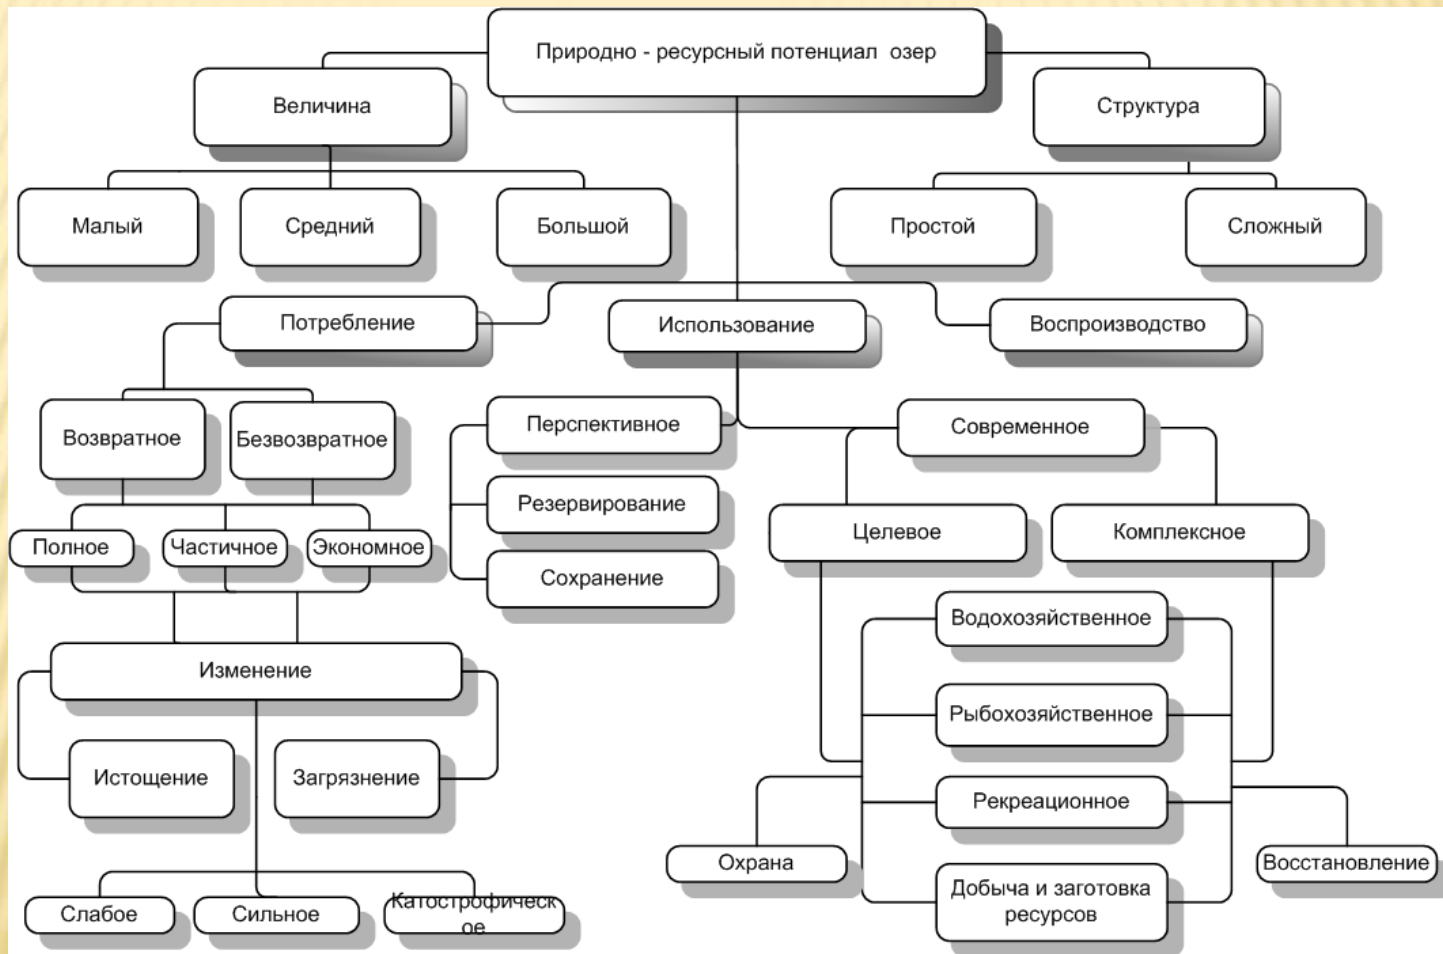 Природно - ресурсный потенциал озер
Величина
Структура
Малый
Средний
Большой
Простой
Сложный
Потребление
Использование
Воспроизводство
Возвратное
Безвозвратное
Перспективное
Современное
Резервирование
Целевое
Комплексное
Полное
Частичное
Экономное
Сохранение
Водохозяйственное
Изменение
Рыбохозяйственное
Истощение
Загрязнение
Рекреационное
Охрана
Восстановление
Добыча и заготовка
ресурсов
Слабое
Сильное
Катострофическ
ое